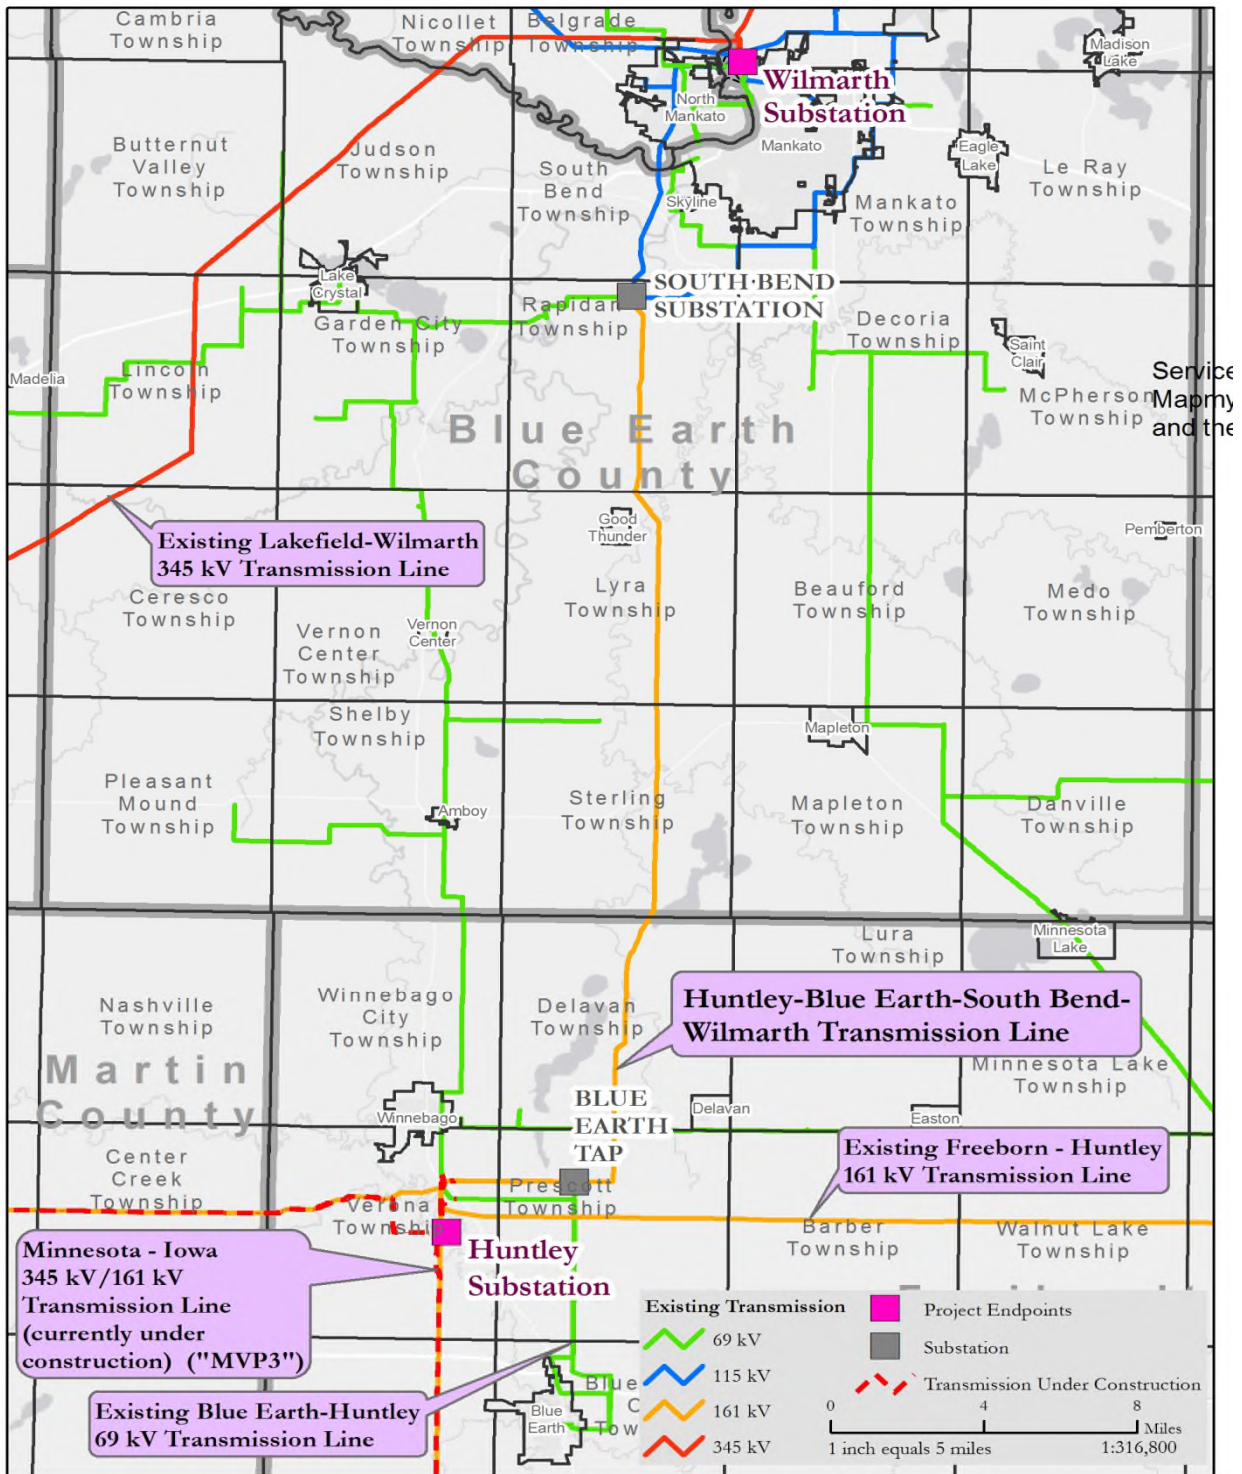 Cambria
Township
Nicollet
Township
Belgrade
Township
Madison
Lake
Wilmarth
Substation
North
Mankato
Mankato
Butternut
Valley
Township
Judson
Township
South
Bend
Township
Eagle
Lake
Le Ray
Township
Skyline
Mankato
Township
Lake
Crystal
SOUTH BEND
SUBSTATION
Rapidan
Township
Garden City
Township
Decoria
Township
Saint
Clair
Madelia
Lincoln
Township
McPherson
Township
Service
Mapmy
and the
Blue Earth
County
Good
Thunder
Pemberton
Existing Lakefield-Wilmarth
345 kV Transmission Line
Ceresco
Township
Lyra
Township
Beauford
Township
Medo
Township
Vernon
Center
Township
Vernon
Center
Shelby
Township
Mapleton
Pleasant
Mound
Township
Amboy
Sterling
Township
Mapleton
Township
Danville
Township
Lura
Township
Minnesota
Lake
Nashville
Township
Winnebago
City
Township
Delavan
Township
Huntley-Blue Earth-South Bend-
Wilmarth Transmission Line
Minnesota Lake
Township
Martin
County
Winnebago
BLUE
EARTH
TAP
Delavan
Easton
Center
Creek
Township
Existing Freeborn - Huntley
161 kV Transmission Line
Verona
Township
Prescott
Township
Barber
Township
Walnut Lake
Township
Minnesota - Iowa
345 kV/161 kV
Transmission Line
(currently under
construction) ("MVP3")
Huntley
Substation
Existing Blue Earth-Huntley
69 kV Transmission Line
Blue
Earth
Blue
Existing Transmission
69 kV
115 kV
161 kV
345 kV
Project Endpoints
Substation
Transmission Under Construction
0 4 8
Miles
1 inch equals 5 miles 1:316,800